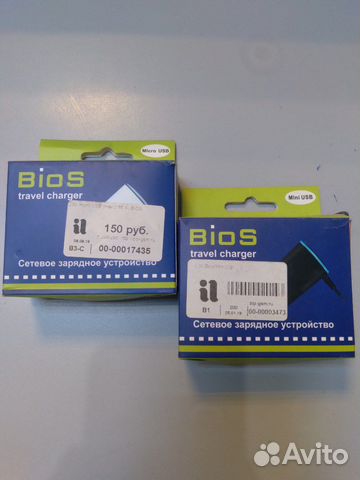 Micro USB
BioS
travel charger
150 руб.
B3-C
00-00017435
Сетевое зарядное устройство
Mini USB
BioS
travel charger
B1
00-00003473
Сетевое зарядное устройство
Avito